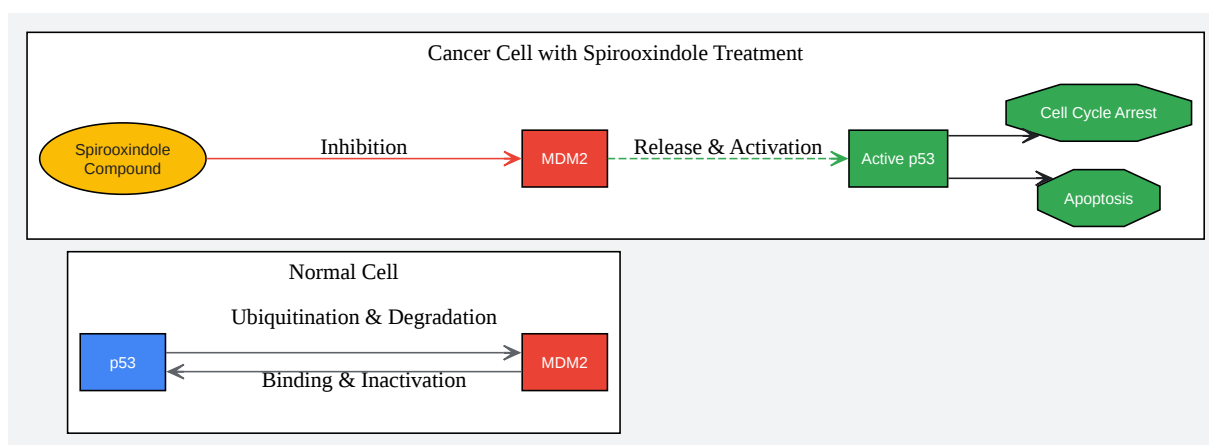 Cancer Cell with Spirooxindole Treatment
Spirooxindole
Compound
Inhibition
MDM2
Release & Activation
Active p53
Cell Cycle Arrest
Apoptosis
Normal Cell
Ubiquitination & Degradation
p53
MDM2
Binding & Inactivation